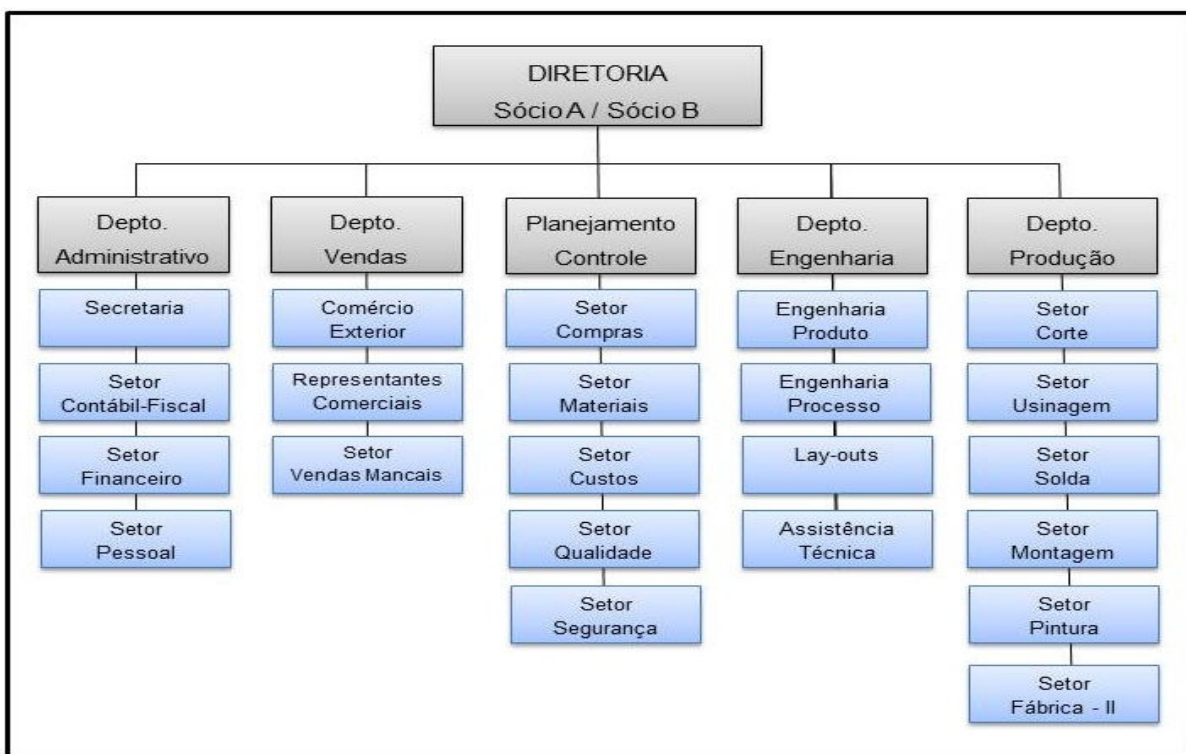 DIRETORIA
Sócio A / Sócio B
Depto.
Administrativo
Secretaria
Setor
Contábil-Fiscal
Setor
Financeiro
Setor
Pessoal
Depto.
Vendas
Comércio
Exterior
Representantes
Comerciais
Setor
Vendas Mancais
Planejamento
Controle
Setor
Compras
Setor
Materiais
Setor
Custos
Setor
Qualidade
Setor
Segurança
Depto.
Engenharia
Engenharia
Produto
Engenharia
Processo
Lay-outs
Assistência
Técnica
Depto.
Produção
Setor
Corte
Setor
Usinagem
Setor
Solda
Setor
Montagem
Setor
Pintura
Setor
Fábrica - II